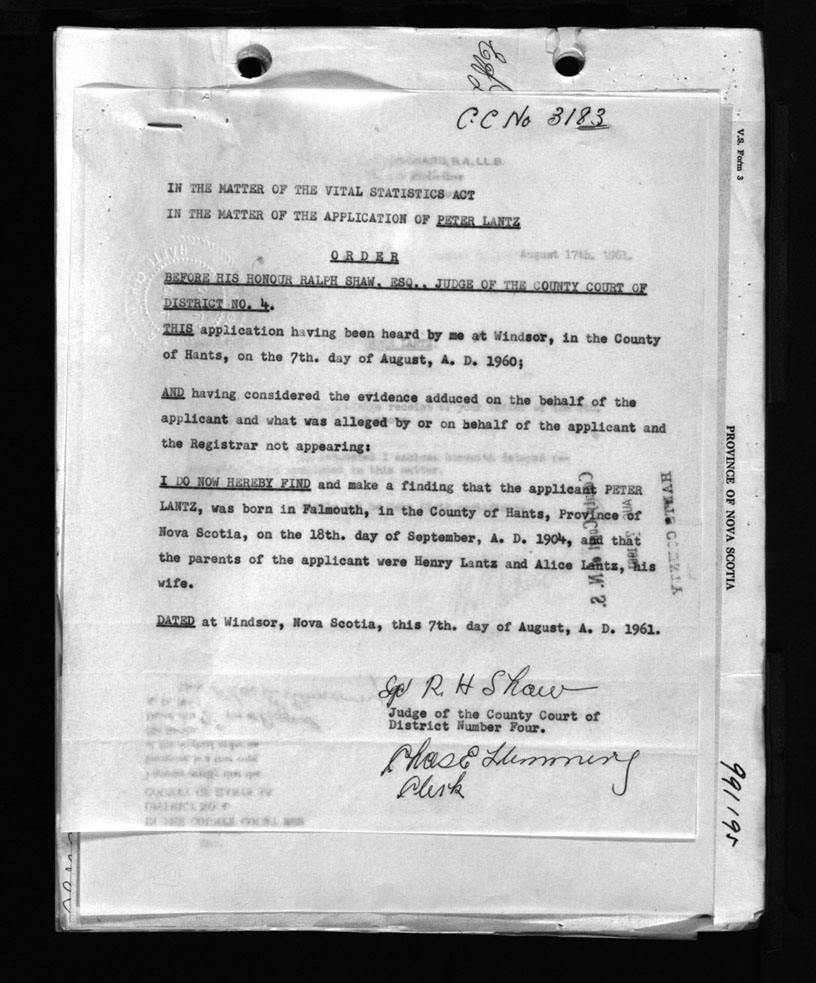 C.C No 3183
V.S. Form 3
IN THE MATTER OF THE VITAL STATISTICS ACT
IN THE MATTER OF THE APPLICATION OF PETER LANTZ
August 17th. 1961.
O R D E R
BEFORE HIS HONOUR RALPH SHAW, ESQ., JUDGE OF THE COUNTY COURT OF
DISTRICT NO. 4.
THIS application having been heard by me at Windsor, in the County
of Hants, on the 7th. day of August, A. D. 1960;
AND having considered the evidence adduced on the behalf of the
applicant and what was alleged by or on behalf of the applicant and
the Registrar not appearing:
I DO NOW HEREBY FIND and make a finding that the applicant PETER
LANTZ, was born in Falmouth, in the County of Hants, Province of
Nova Scotia, on the 18th. day of September, A. D. 1904, and that
the parents of the applicant were Henry Lantz and Alice Lantz, his
wife.
DATED at Windsor, Nova Scotia, this 7th. day of August, A. D. 1961.
PROVINCE OF NOVA SCOTIA
Sgd R. H Shaw
Judge of the County Court of
District Number Four.
Chas E
Clerk
991195